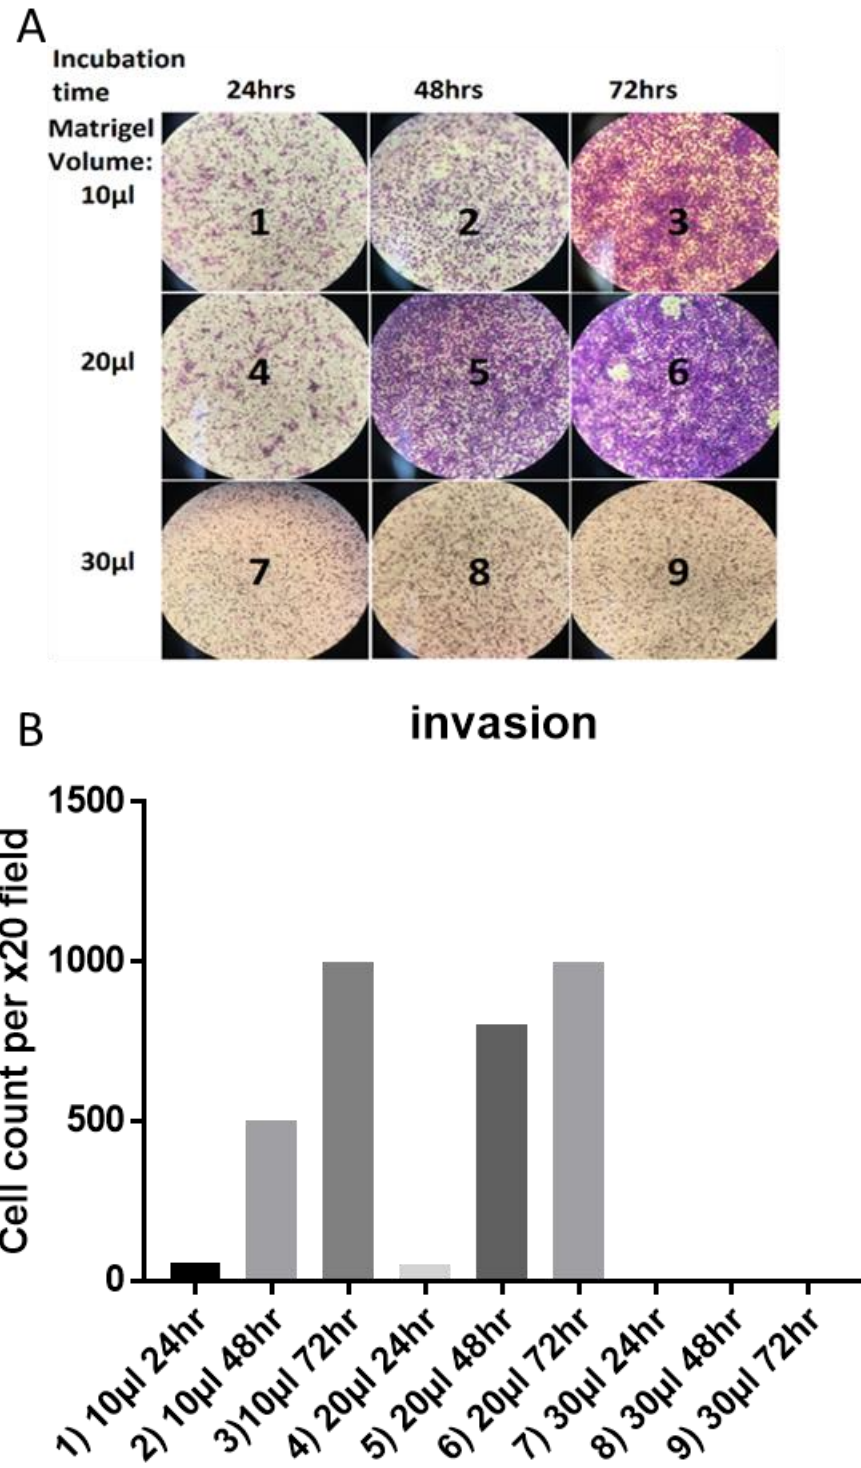 A
Incubation
time
24hrs
48hrs
72hrs
Matrigel
Volume:
10µl
1
2
3
20µl
4
5
6
30µl
7
8
9
B
invasion
Cell count per x20 field
1500
1000
500
0
1) 10µl 24hr
2) 10µl 48hr
3)10µl 72hr
4) 20µl 24hr
5) 20µl 48hr
6) 20µl 72hr
7) 30µl 24hr
8) 30µl 48hr
9) 30µl 72hr